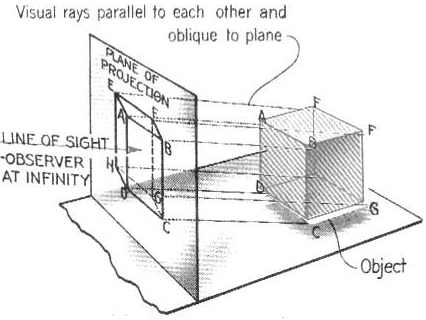 Visual rays parallel to each other and
oblique to plane
PLANE OF
PROJECTION
E
A
F
B
H
D
G
C
LINE OF SIGHT
-OBSERVER
AT INFINITY
E
A
F
B
D
G
C
Object